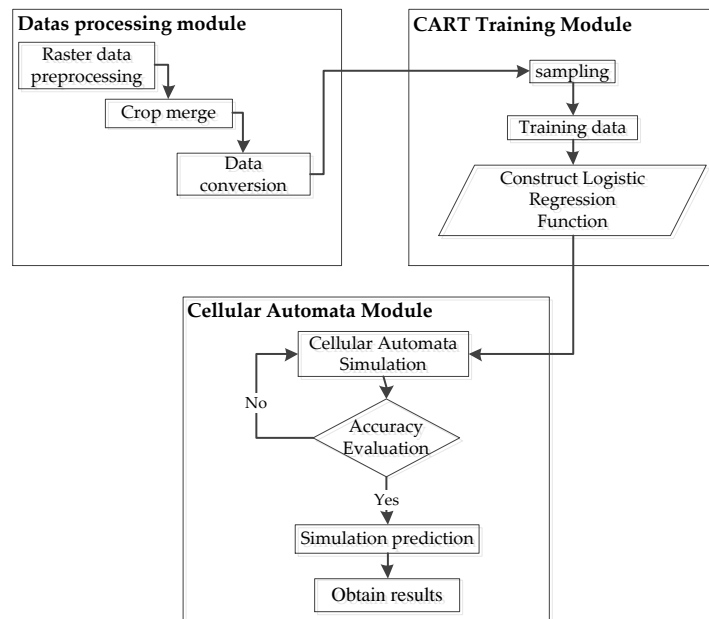 Datas processing module
Raster data
preprocessing
Crop merge
Data
conversion
CART Training Module
sampling
Training data
Construct Logistic
Regression
Function
Cellular Automata Module
Cellular Automata
Simulation
No
Accuracy
Evaluation
Yes
Simulation prediction
Obtain results